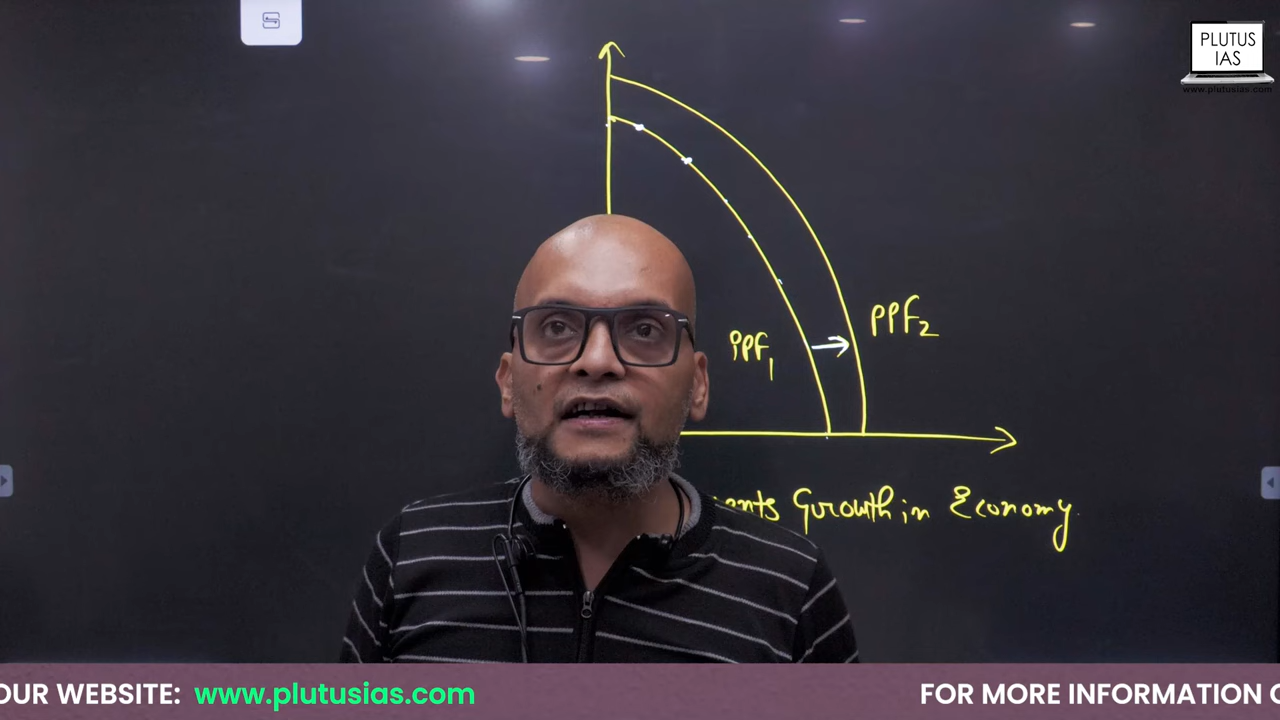 PLUTUS
IAS
www.plutusias.com
PPF2
PPF1
Growth in Economy
OUR WEBSITE: www.plutusias.com
FOR MORE INFORMATION